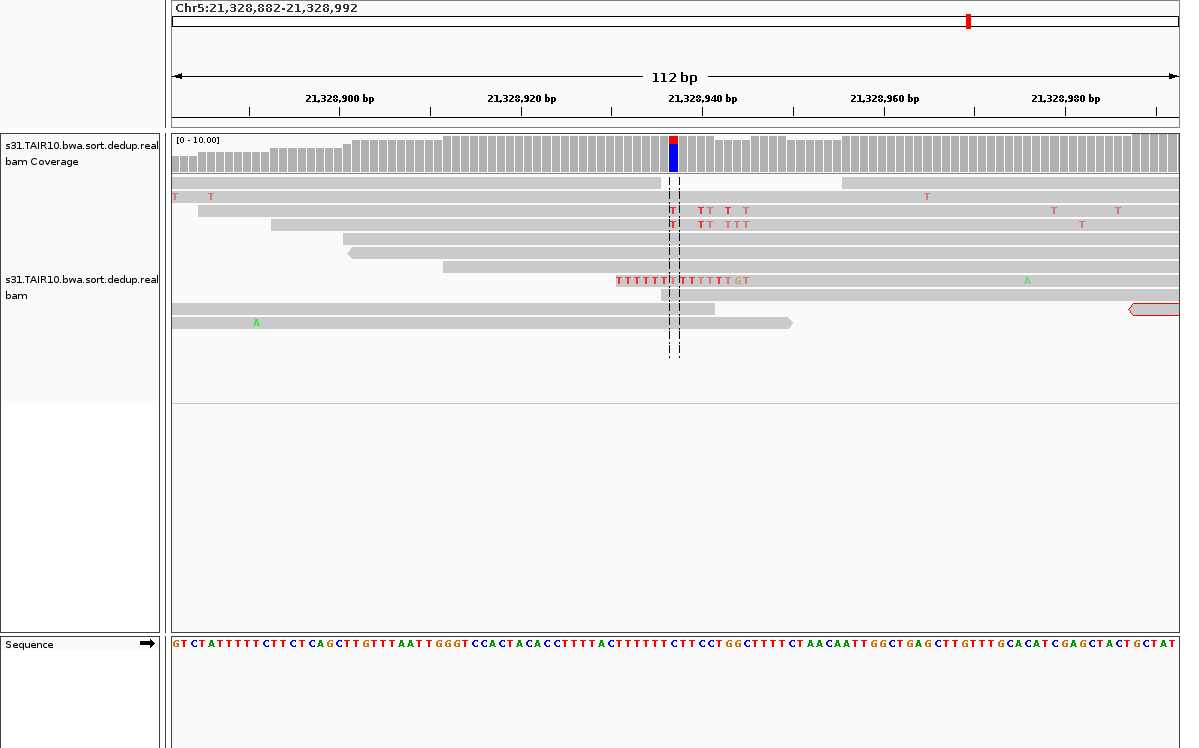 Chr5:21,328,882-21,328,992
112 bp
21,328,900 bp 21,328,920 bp 21,328,940 bp 21,328,960 bp 21,328,980 bp
s31.TAIR10.bwa.sort.dedup.real
bam Coverage
[0 - 10.00]
T T T
T T T T T T T
T T T T T T T
T T T T T T T T T T T T T G T A
s31.TAIR10.bwa.sort.dedup.real
bam
A
Sequence
GTCTATTTTTCTTCTCAGCTTGTTTAATTGGGTCCACTACACCTTTTACTTTTTTCTTCCTGGCTTTTCTAACAATTGGCTGAGCTTGTTTGCACATCGAGCTACTGCTAT